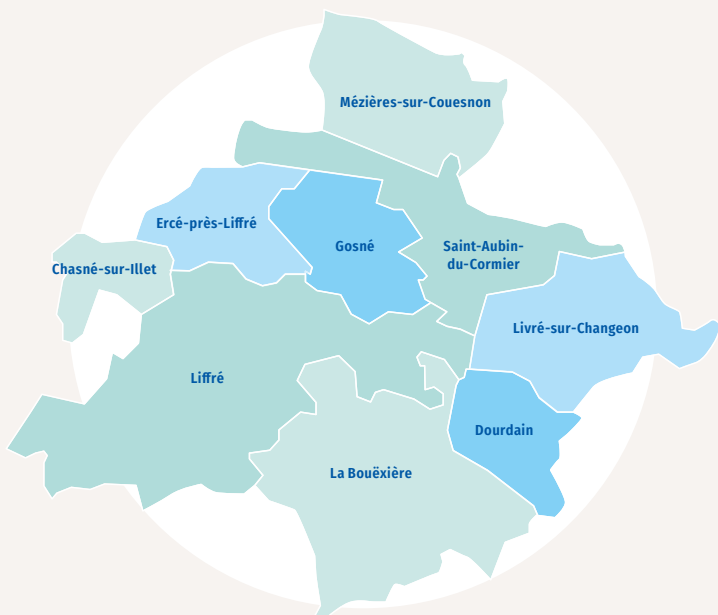 Mézières-sur-Couesnon
Ercé-près-Liffré
Gosné
Saint-Aubin-
du-Cormier
Chasné-sur-Illet
Livré-sur-Changeon
Liffré
Dourdain
La Bouëxière